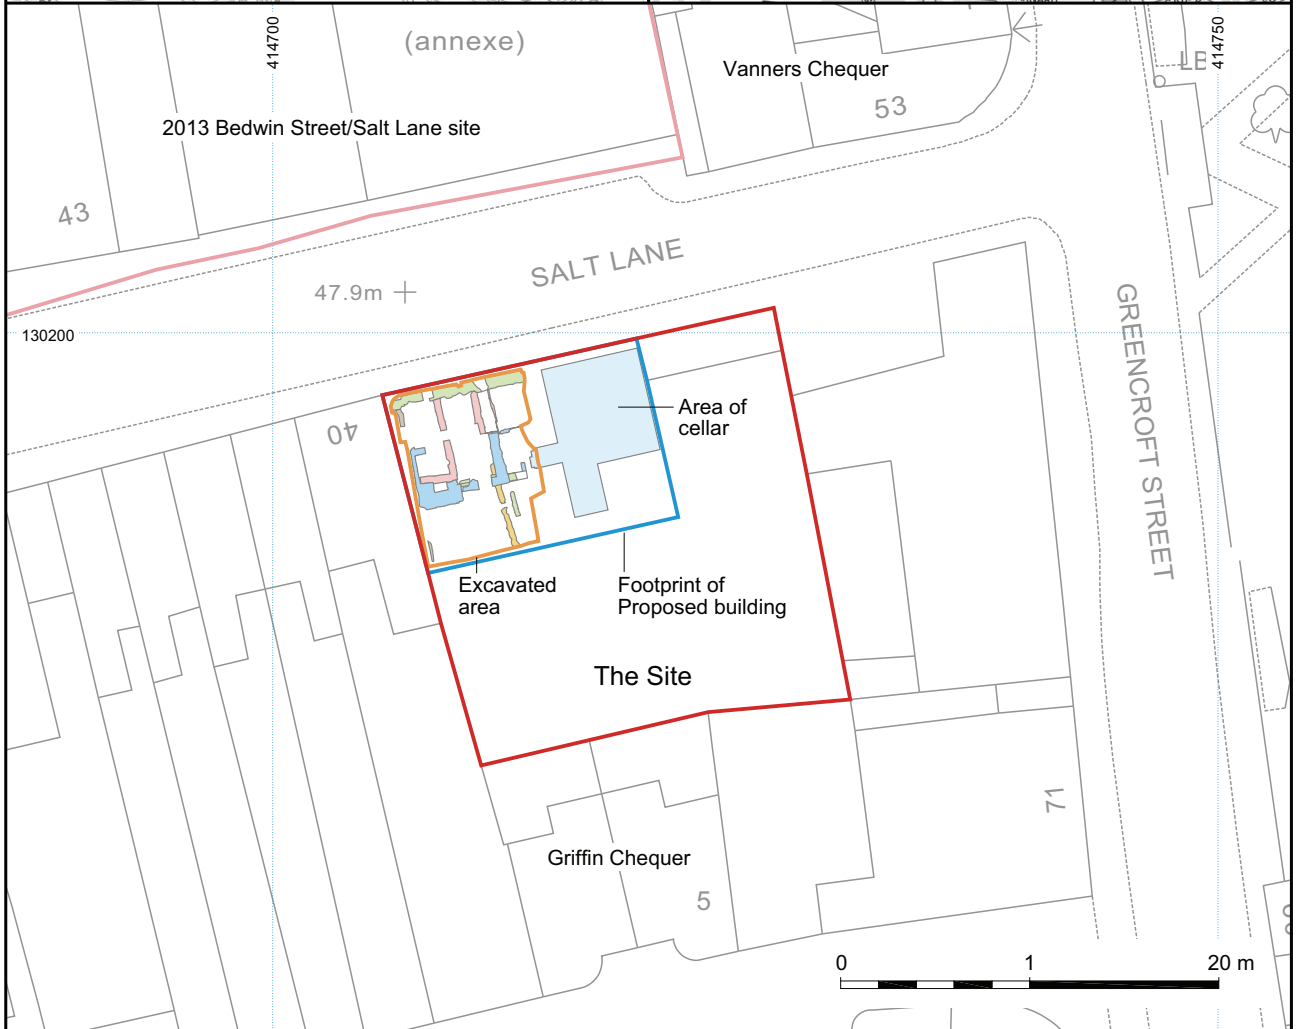 414700
(annexe)
Vanners Chequer
LB
414750
53
2013 Bedwin Street/Salt Lane site
43
SALT LANE
47.9m
130200
GREENCROFT STREET
40
Area of
cellar
Excavated
area
Footprint of
Proposed building
The Site
71
Griffin Chequer
5
0 1 20 m